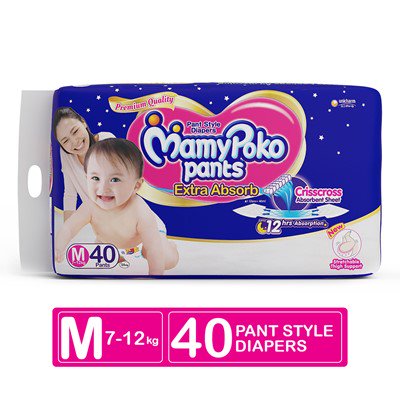 unicharm
Premium Quality
Pant Style
Diapers
MamyPoko
pants
Extra Absorb
Crisscross
Absorbent Sheet
12 hrs Absorption
New
Stretchable
Thigh Support
M 40
Pants
M 7-12kg 40 PANT STYLE
DIAPERS